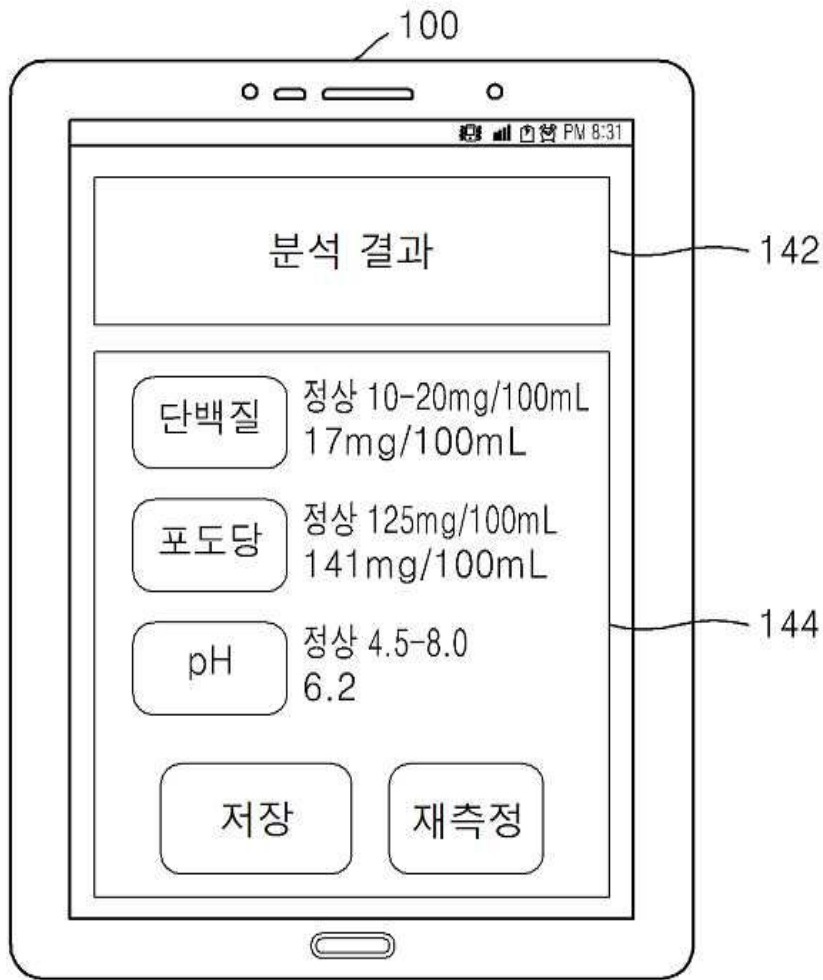 100
PM 8:31
분석 결과
142
단백질
정상 10-20mg/100mL
17mg/100mL
포도당
정상 125mg/100mL
141mg/100mL
144
pH
정상 4.5-8.0
6.2
저장
재측정